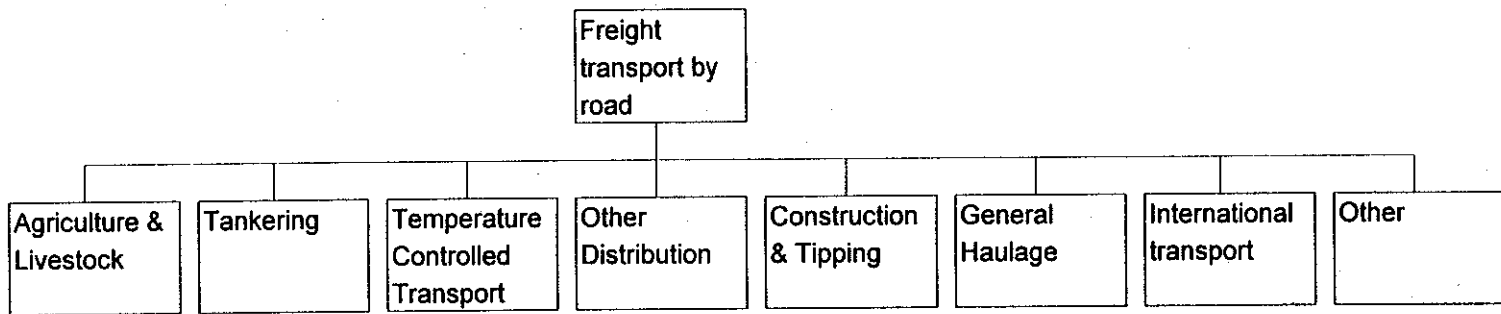 Freight
transport by
road
Agriculture &
Livestock
Tankering
Temperature
Controlled
Transport
Other
Distribution
Construction
& Tipping
General
Haulage
International
transport
Other